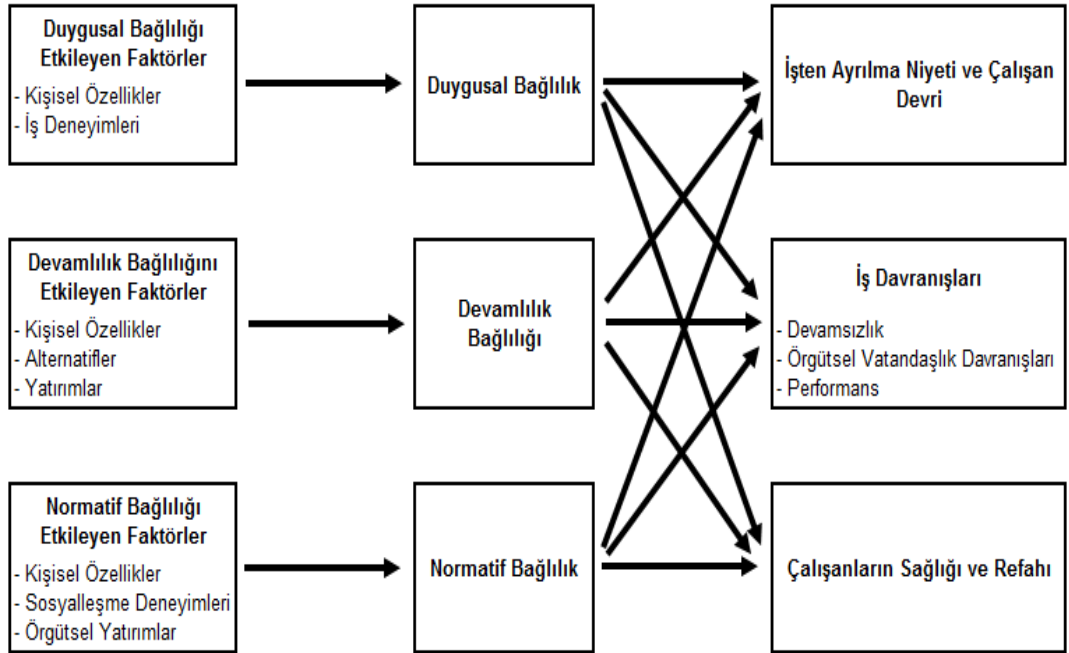 Duygusal Bağlılığı
Etkileyen Faktörler
- Kişisel Özellikler
- İş Deneyimleri
Duygusal Bağlılık
İşten Ayrılma Niyeti ve Çalışan
Devri
Devamlılık Bağlılığını
Etkileyen Faktörler
- Kişisel Özellikler
- Alternatifler
- Yatırımlar
Devamlılık
Bağlılığı
İş Davranışları
- Devamsızlık
- Örgütsel Vatandaşlık Davranışları
- Performans
Normatif Bağlılığı
Etkileyen Faktörler
- Kişisel Özellikler
- Sosyalleşme Deneyimleri
- Örgütsel Yatırımlar
Normatif Bağlılık
Çalışanların Sağlığı ve Refahı